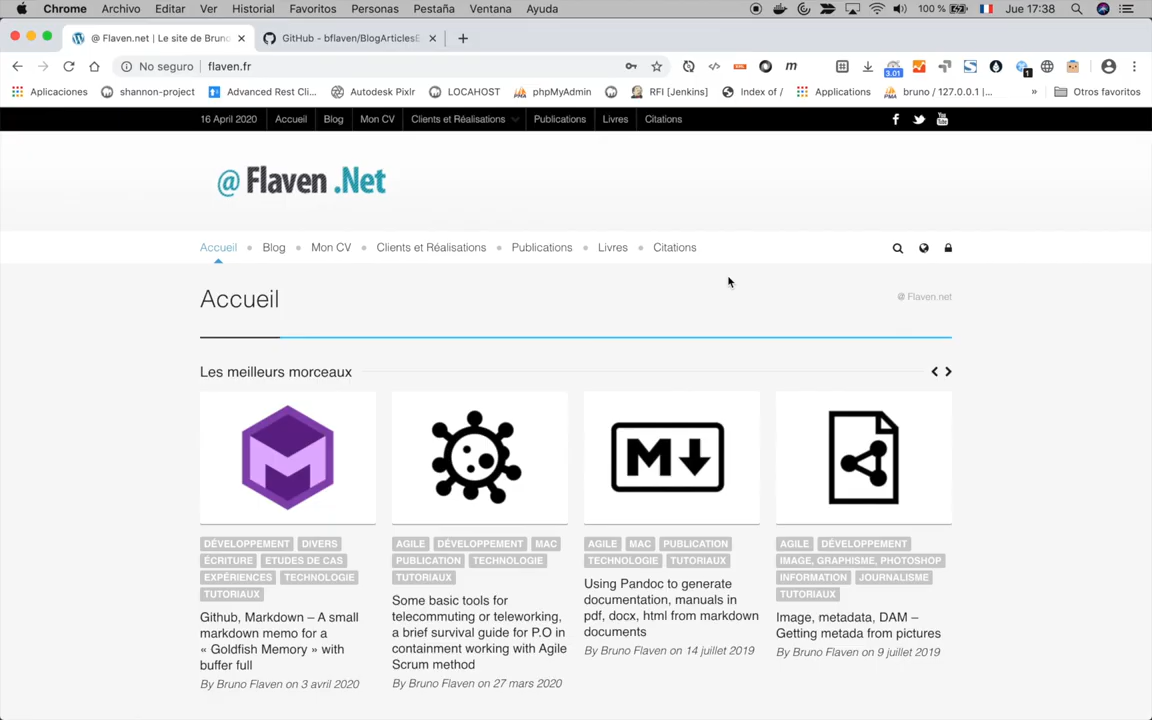 Chrome Archivo Editar Ver Historial Favoritos Personas Pestaña Ventana Ayuda 100 % Jue 17:38
@ Flaven.net | Le site de Bruno GitHub - bflaven/BlogArticlesE
No seguro flaven.fr 3.01 1
Aplicaciones shannon-project Advanced Rest Cli... Autodesk Pixlr LOCAHOST phpMyAdmin RFI [Jenkins] Index of / Applications bruno / 127.0.0.1 |... » Otros favoritos
16 April 2020 Accueil Blog Mon CV Clients et Réalisations Publications Livres Citations
@ Flaven .Net
Accueil Blog Mon CV Clients et Réalisations Publications Livres Citations
Accueil
@ Flaven.net
Les meilleurs morceaux
DÉVELOPPEMENT DIVERS
ÉCRITURE ETUDES DE CAS
EXPÉRIENCES TECHNOLOGIE
TUTORIAUX
Github, Markdown – A small
markdown memo for a
« Goldfish Memory » with
buffer full
By Bruno Flaven on 3 avril 2020
AGILE DÉVELOPPEMENT MAC
PUBLICATION TECHNOLOGIE
TUTORIAUX
Some basic tools for
telecommuting or teleworking,
a brief survival guide for P.O in
containment working with Agile
Scrum method
By Bruno Flaven on 27 mars 2020
M
AGILE MAC PUBLICATION
TECHNOLOGIE TUTORIAUX
Using Pandoc to generate
documentation, manuals in
pdf, docx, html from markdown
documents
By Bruno Flaven on 14 juillet 2019
AGILE DÉVELOPPEMENT
IMAGE, GRAPHISME, PHOTOSHOP
INFORMATION JOURNALISME
TUTORIAUX
Image, metadata, DAM –
Getting metada from pictures
By Bruno Flaven on 9 juillet 2019